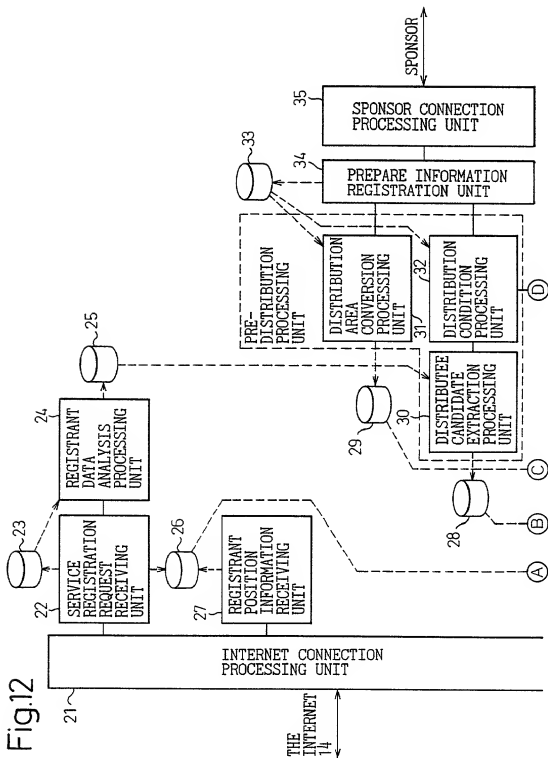 Fig.12
THE INTERNET
14
21
INTERNET CONNECTION
PROCESSING UNIT
22
SERVICE
REGISTRATION
REQUEST
RECEIVING
UNIT
23
24
REGISTRANT
DATA
ANALYSIS
PROCESSING
UNIT
25
26
27
REGISTRANT
POSITION
INFORMATION
RECEIVING
UNIT
PRE-
DISTRIBUTION
PROCESSING
UNIT
33
DISTRIBUTION
AREA
CONVERSION
PROCESSING
UNIT
31
32
DISTRIBUTION
CONDITION
PROCESSING
UNIT
29
30
DISTRIBUTEE
CANDIDATE
EXTRACTION
PROCESSING
UNIT
28
34
PREPARE INFORMATION
REGISTRATION UNIT
35
SPONSOR CONNECTION
PROCESSING UNIT
SPONSOR
A
B
C
D